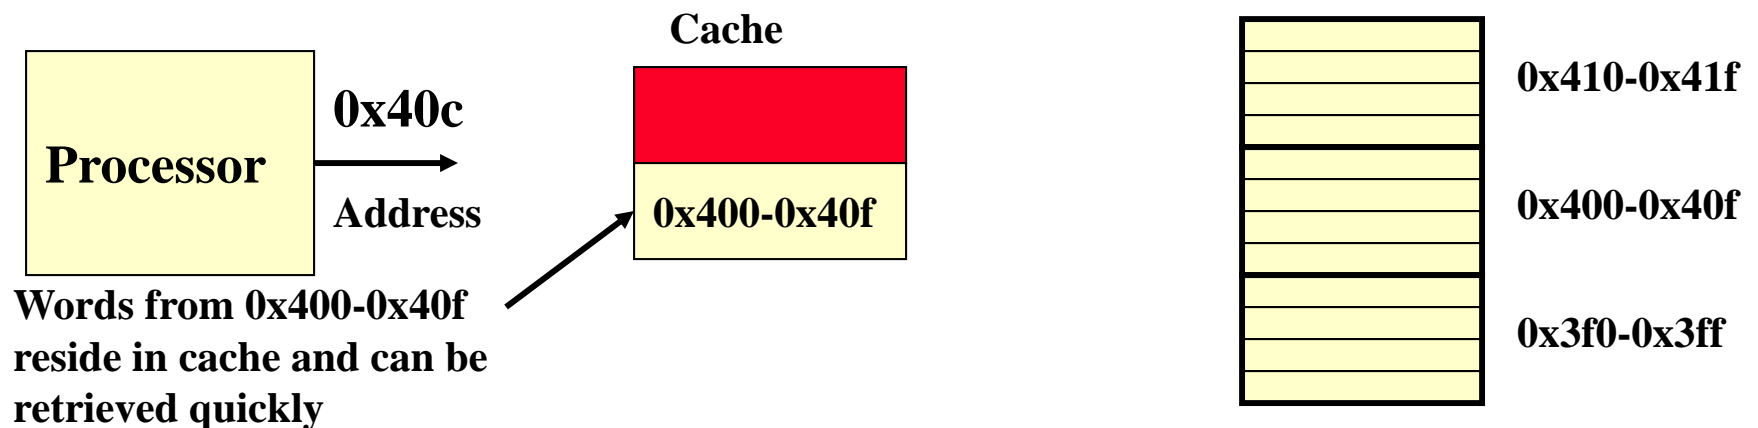 Cache
Processor
0x40c
Address
0x400-0x40f
Words from 0x400-0x40f
reside in cache and can be
retrieved quickly
0x410-0x41f
0x400-0x40f
0x3f0-0x3ff